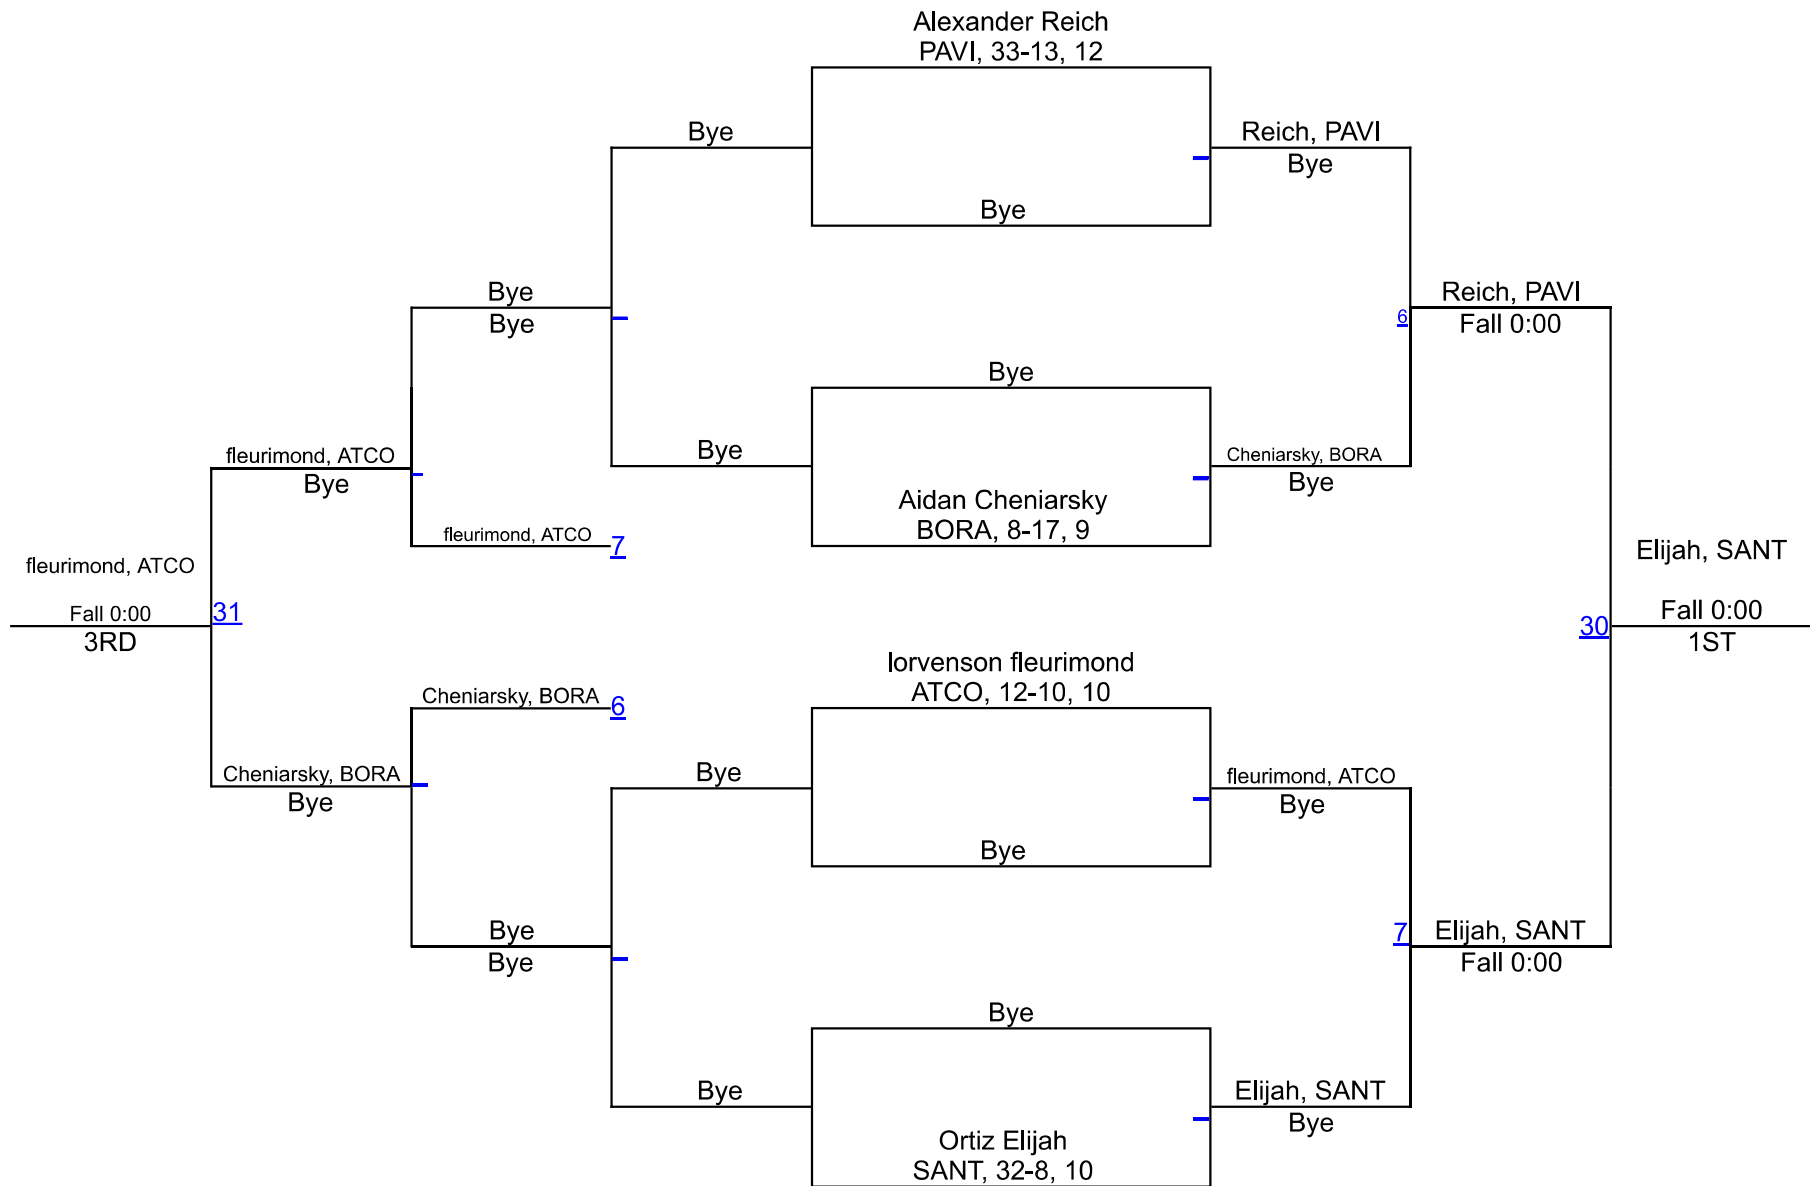 Alexander Reich
PAVI, 33-13, 12
Bye
Reich, PAVI
Bye
Bye
Bye
Bye
Reich, PAVI
6
Fall 0:00
Bye
fleurimond, ATCO
Bye
Bye
Cheniarsky, BORA
Bye
Aidan Cheniarsky
BORA, 8-17, 9
fleurimond, ATCO
7
fleurimond, ATCO
Elijah, SANT
Fall 0:00
31
3RD
30
Fall 0:00
1ST
lorvenson fleurimond
ATCO, 12-10, 10
Cheniarsky, BORA
6
Cheniarsky, BORA
Bye
Bye
fleurimond, ATCO
Bye
Bye
Bye
Bye
7
Elijah, SANT
Fall 0:00
Bye
Bye
Elijah, SANT
Bye
Ortiz Elijah
SANT, 32-8, 10